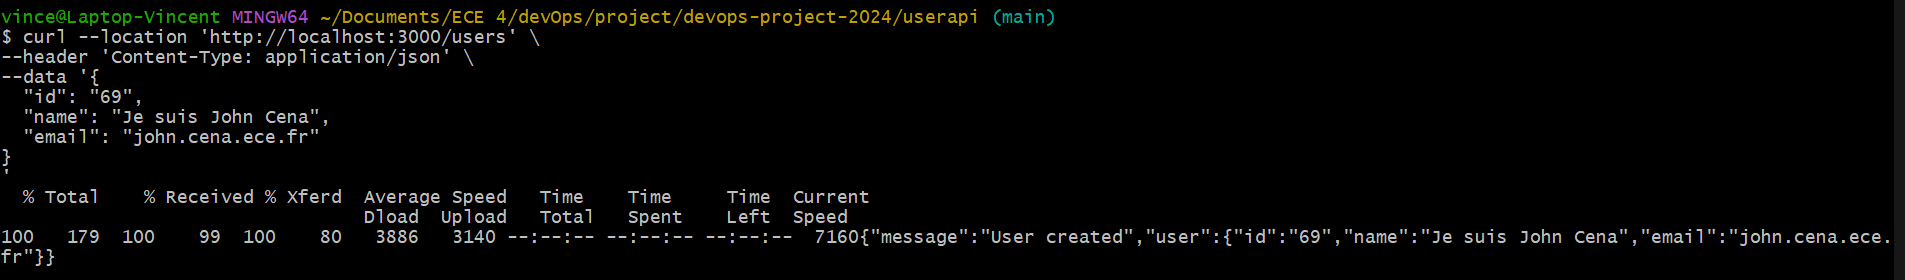 vince@Laptop-Vincent MINGW64 ~/Documents/ECE 4/devOps/project/devops-project-2024/userapi (main)
$ curl --location 'http://localhost:3000/users' \
--header 'Content-Type: application/json' \
--data '{
  "id": "69",
  "name": "Je suis John Cena",
  "email": "john.cena.ece.fr"
}
'
  % Total    % Received % Xferd  Average Speed   Time    Time     Time  Current
                                 Dload  Upload   Total   Spent    Left  Speed
100   179  100    99  100    80   3886   3140 --:--:-- --:--:-- --:--:--  7160{"message":"User created","user":{"id":"69","name":"Je suis John Cena","email":"john.cena.ece.
fr"}}